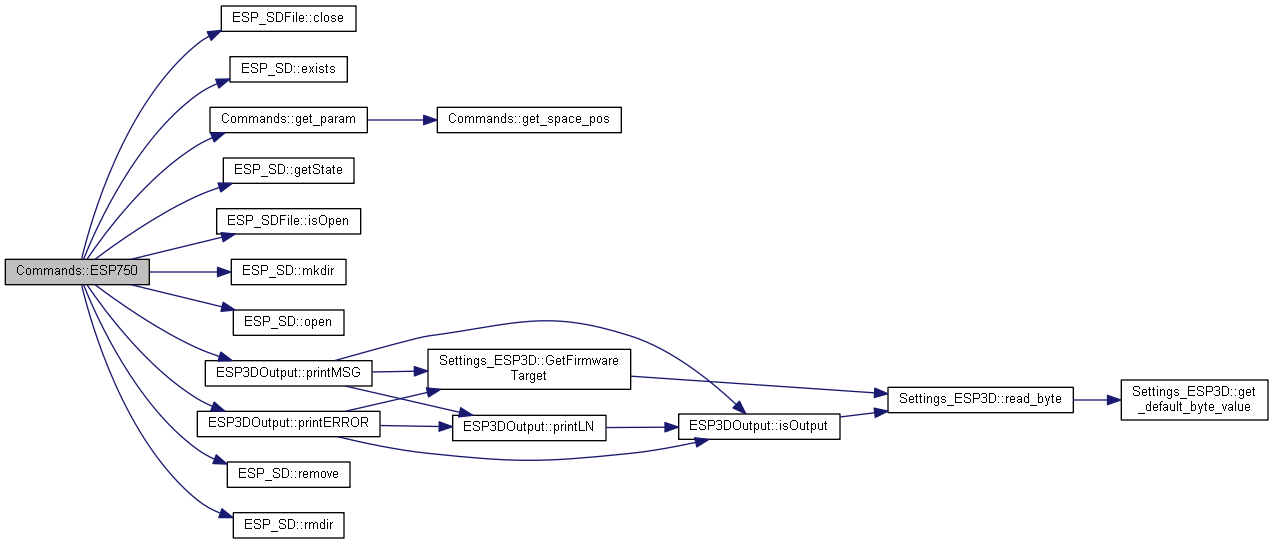 ESP_SDFile::close
ESP_SD::exists
Commands::get_param
Commands::get_space_pos
ESP_SD::getState
ESP_SDFile::isOpen
Commands::ESP750
ESP_SD::mkdir
ESP_SD::open
ESP3DOutput::printMSG
Settings_ESP3D::GetFirmware
Target
Settings_ESP3D::read_byte
Settings_ESP3D::get
_default_byte_value
ESP3DOutput::printERROR
ESP3DOutput::printLN
ESP3DOutput::isOutput
ESP_SD::remove
ESP_SD::rmdir